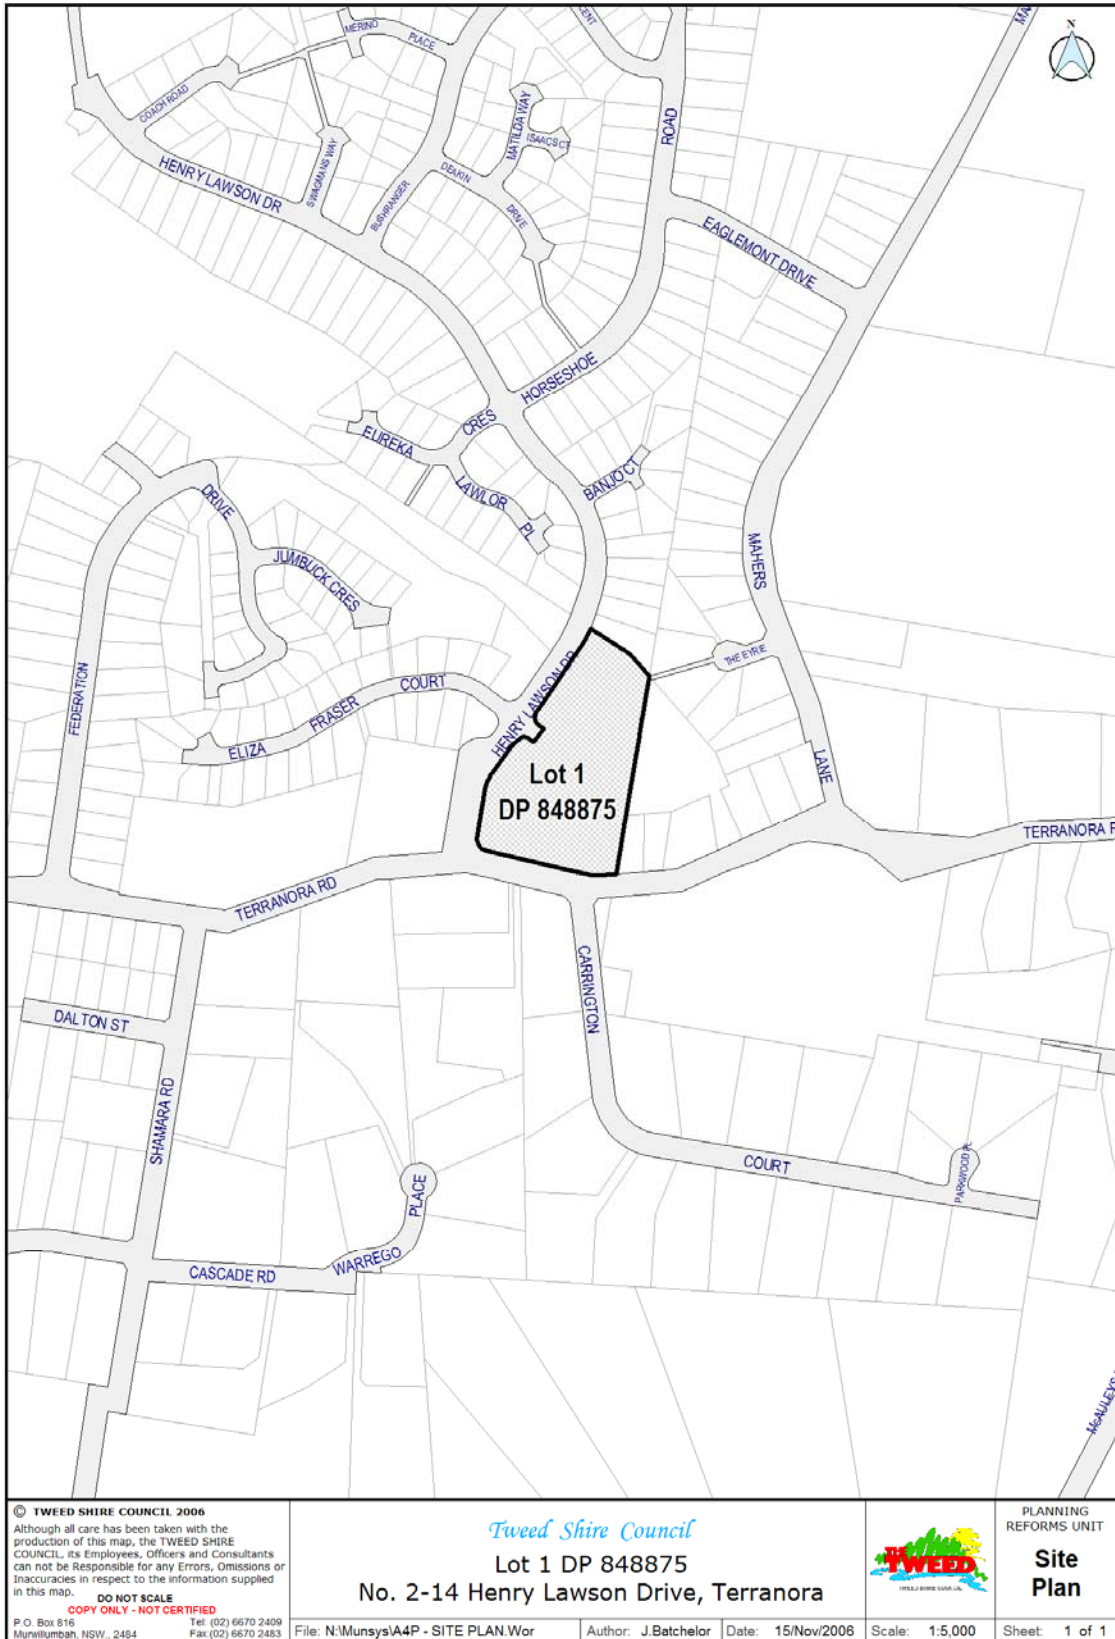 N
MERINO
PLACE
COACH ROAD
SWAGMANS WAY
HENRY LAWSON DR
BUSHRANGER
MATILDA WAY
ISAACS CT
DEAKIN
DRIVE
ROAD
EAGLEMONT DRIVE
HORSESHOE
CRES
EUREKA
LAWLOR
PL
BANJO CT
DRIVE
JUMBUCK CRES
MAHERS
THE EYRIE
FEDERATION
COURT
FRASER
ELIZA
HENRY LAWSON DR
Lot 1
DP 848875
LANE
TERRANORA R
TERRANORA RD
CARRINGTON
DALTON ST
SHAMARA RD
COURT
PARKWOOD PL
PLACE
WARREGO
CASCADE RD
McAULEYS
© TWEED SHIRE COUNCIL 2006
Although all care has been taken with the
production of this map, the TWEED SHIRE
COUNCIL, its Employees, Officers and Consultants
can not be Responsible for any Errors, Omissions or
Inaccuracies in respect to the information supplied
in this map.
DO NOT SCALE
COPY ONLY - NOT CERTIFIED
P.O. Box 816 Tel: (02) 6670 2409
Murwillumbah, NSW., 2484 Fax:(02) 6670 2483
Tweed Shire Council
Lot 1 DP 848875
No. 2-14 Henry Lawson Drive, Terranora
File: N:\Munsys\A4P - SITE PLAN.Wor
Author: J.Batchelor
Date: 15/Nov/2006
THE
TWEED
TWEED SHIRE COUNCIL
Scale: 1:5,000
PLANNING
REFORMS UNIT
Site
Plan
Sheet: 1 of 1